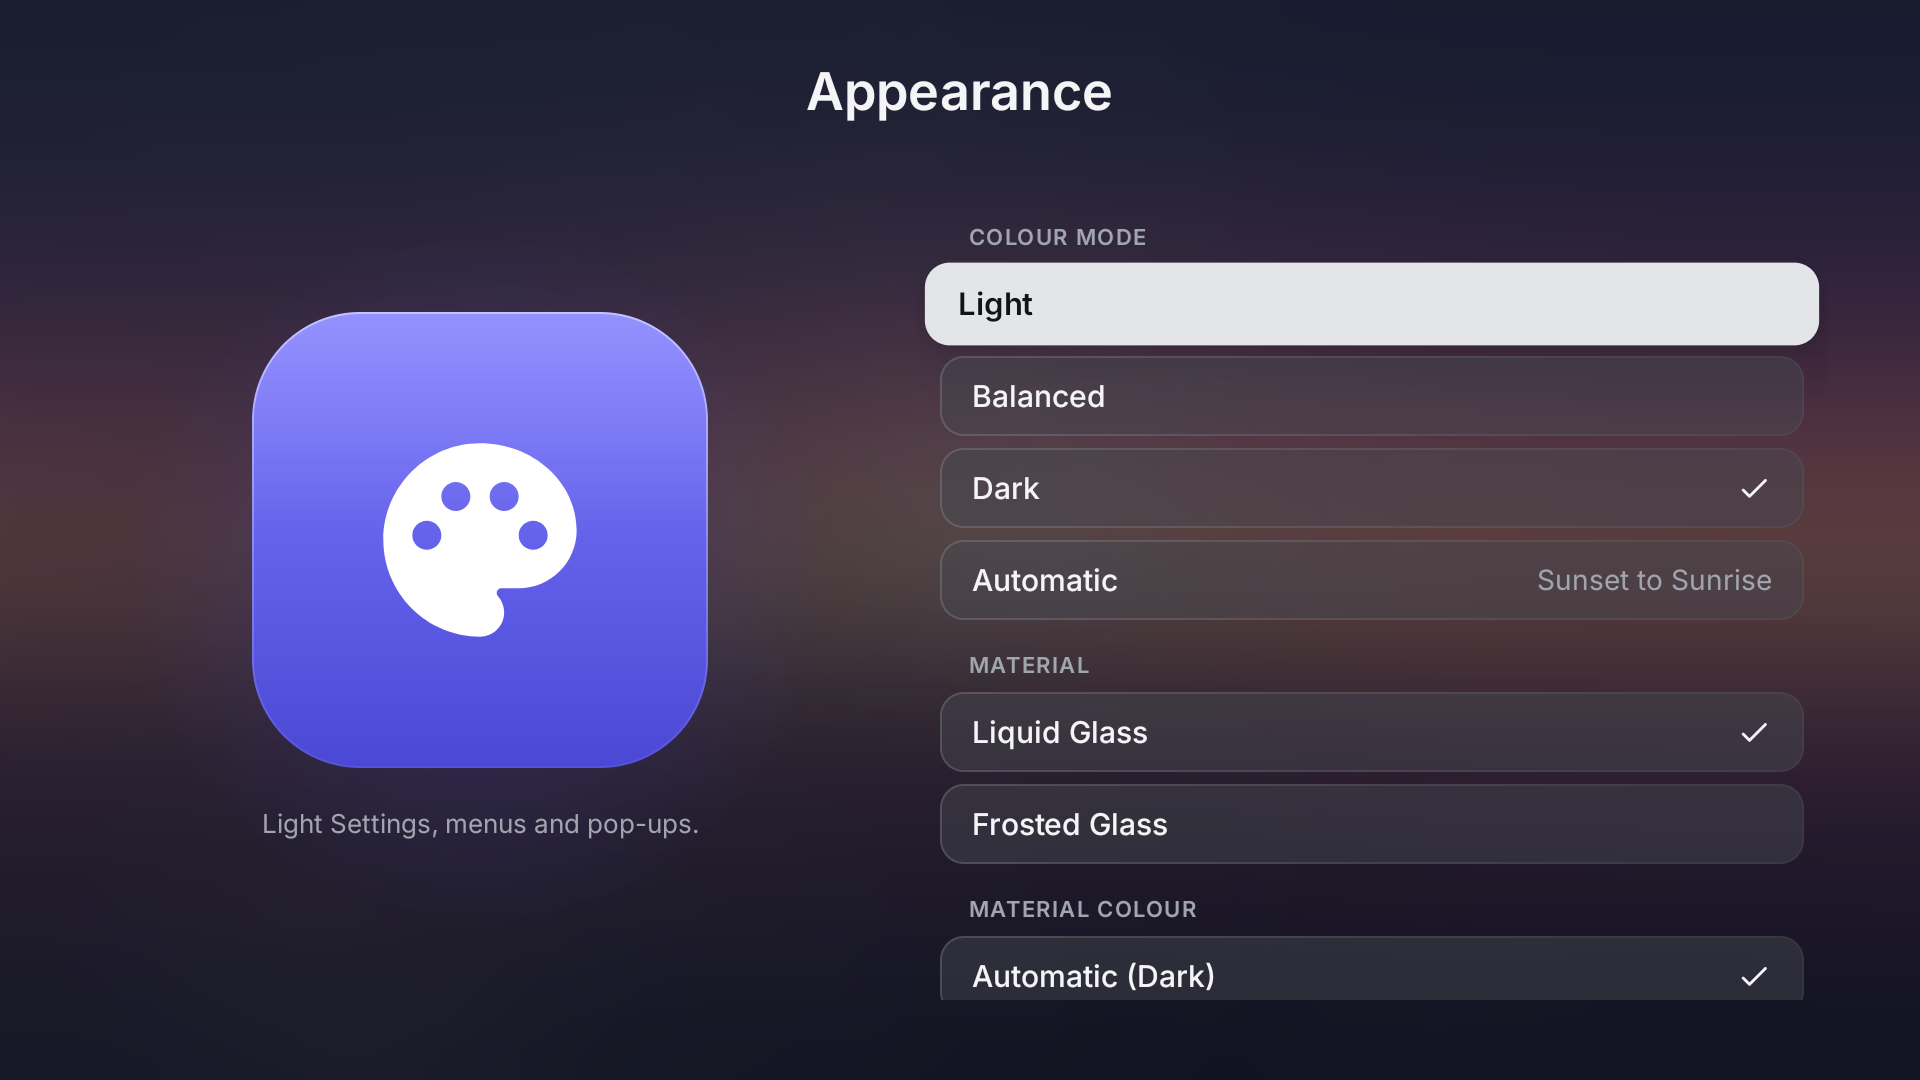 Appearance
COLOUR MODE
Light
Balanced
Dark
Automatic Sunset to Sunrise
MATERIAL
Liquid Glass
Frosted Glass
MATERIAL COLOUR
Automatic (Dark)
Light Settings, menus and pop-ups.